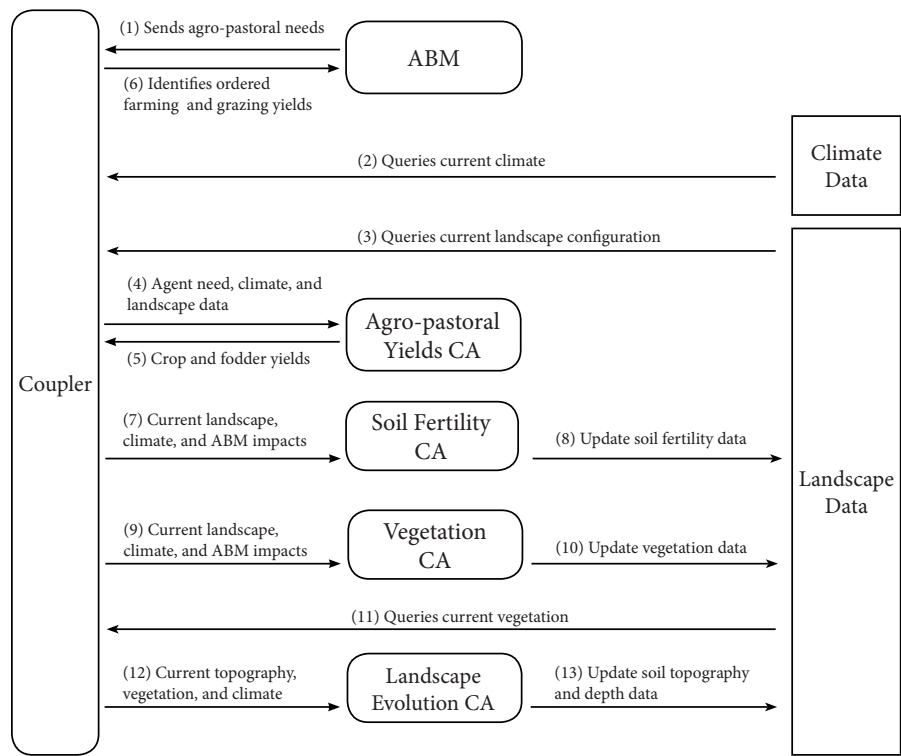 (1) Sends agro-pastoral needs
ABM
(6) Identifies ordered
farming and grazing yields
(2) Queries current climate
Climate
Data
(3) Queries current landscape configuration
(4) Agent need, climate, and
landscape data
Agro-pastoral
Yields CA
(5) Crop and fodder yields
Coupler
(7) Current landscape,
climate, and ABM impacts
Soil Fertility
CA
(8) Update soil fertility data
Landscape
Data
(9) Current landscape,
climate, and ABM impacts
Vegetation
CA
(10) Update vegetation data
(11) Queries current vegetation
(12) Current topography,
vegetation, and climate
Landscape
Evolution CA
(13) Update soil topography
and depth data